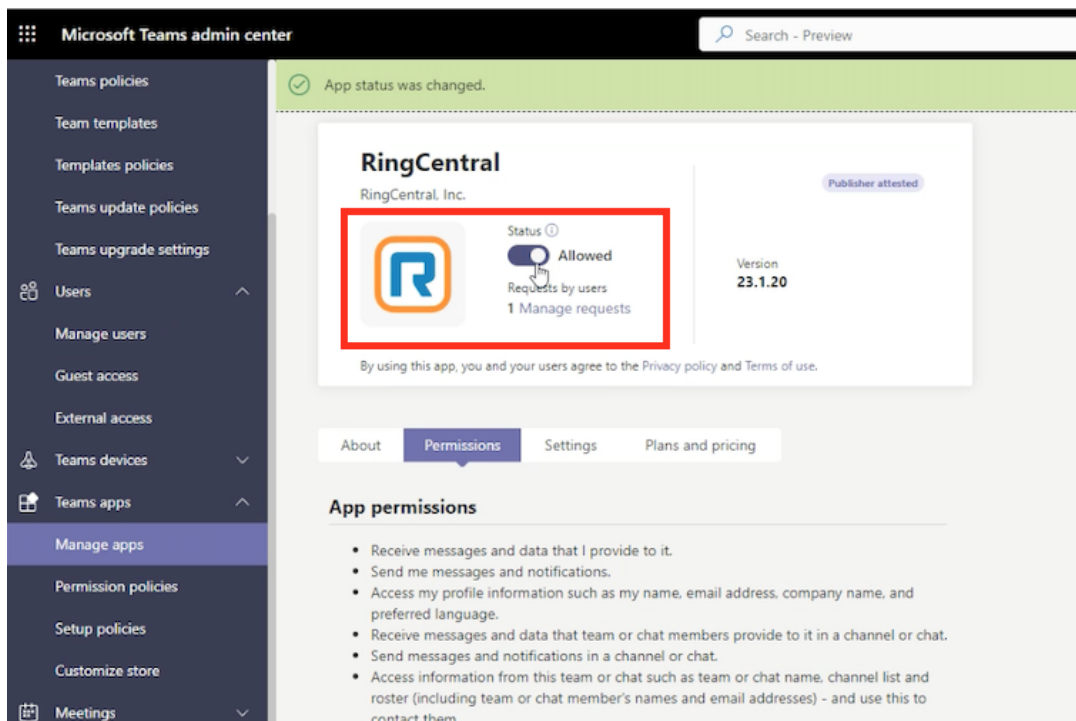 Microsoft Teams admin center
Search - Preview
Teams policies
Team templates
Templates policies
Teams update policies
Teams upgrade settings
Users
Manage users
Guest access
External access
Teams devices
Teams apps
Manage apps
Permission policies
Setup policies
Customize store
Meetings
App status was changed.
RingCentral
RingCentral, Inc.
Publisher attested
R
Status
Allowed
Requests by users
1 Manage requests
Version
23.1.20
By using this app, you and your users agree to the Privacy policy and Terms of use.
About
Permissions
Settings
Plans and pricing
App permissions
• Receive messages and data that I provide to it.
• Send me messages and notifications.
• Access my profile information such as my name, email address, company name, and
preferred language.
• Receive messages and data that team or chat members provide to it in a channel or chat.
• Send messages and notifications in a channel or chat.
• Access information from this team or chat such as team or chat name, channel list and
roster (including team or chat member's names and email addresses) - and use this to
contact them.